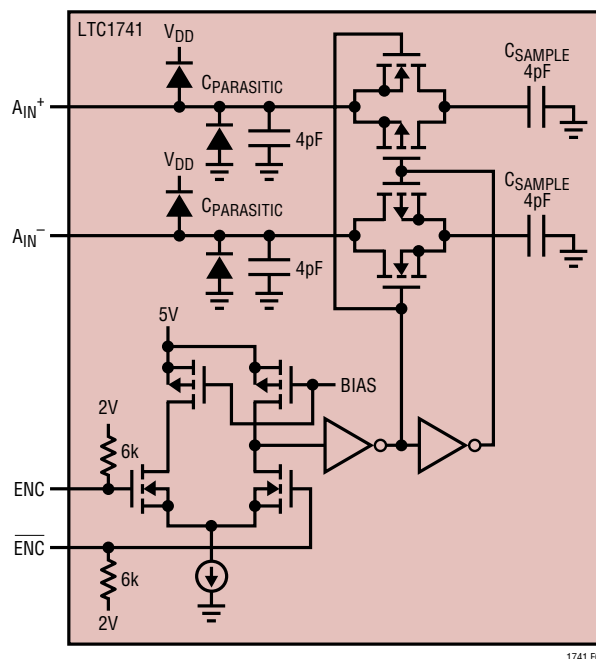 LTC1741
VDD
CPARASITIC
CSAMPLE
4pF
AIN+
4pF
VDD
CPARASITIC
CSAMPLE
4pF
AIN−
4pF
5V
BIAS
2V
6k
ENC
ENC
6k
2V